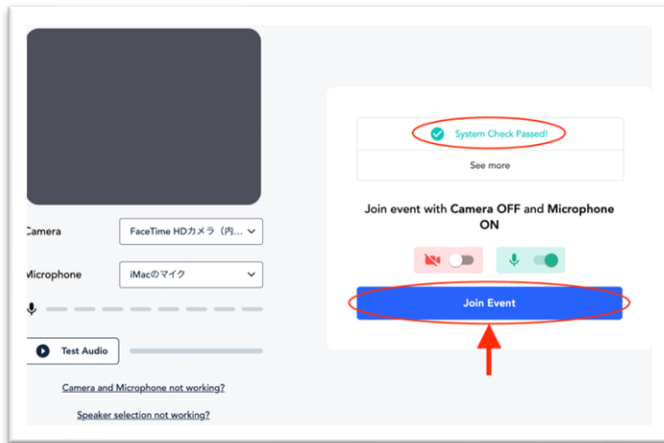 Camera
FaceTime HDカメラ（内...
Microphone
iMacのマイク
Test Audio
Camera and Microphone not working?
Speaker selection not working?
System Check Passed!
See more
Join event with Camera OFF and Microphone
ON
Join Event